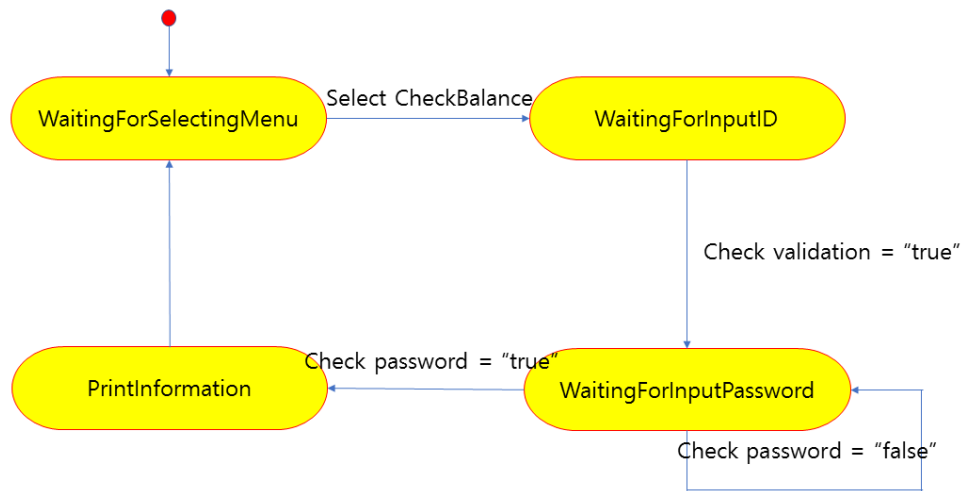 Select CheckBalance
WaitingForSelectingMenu
WaitingForInputID
Check validation = “true”
Check password = “true”
PrintInformation
WaitingForInputPassword
Check password = “false”